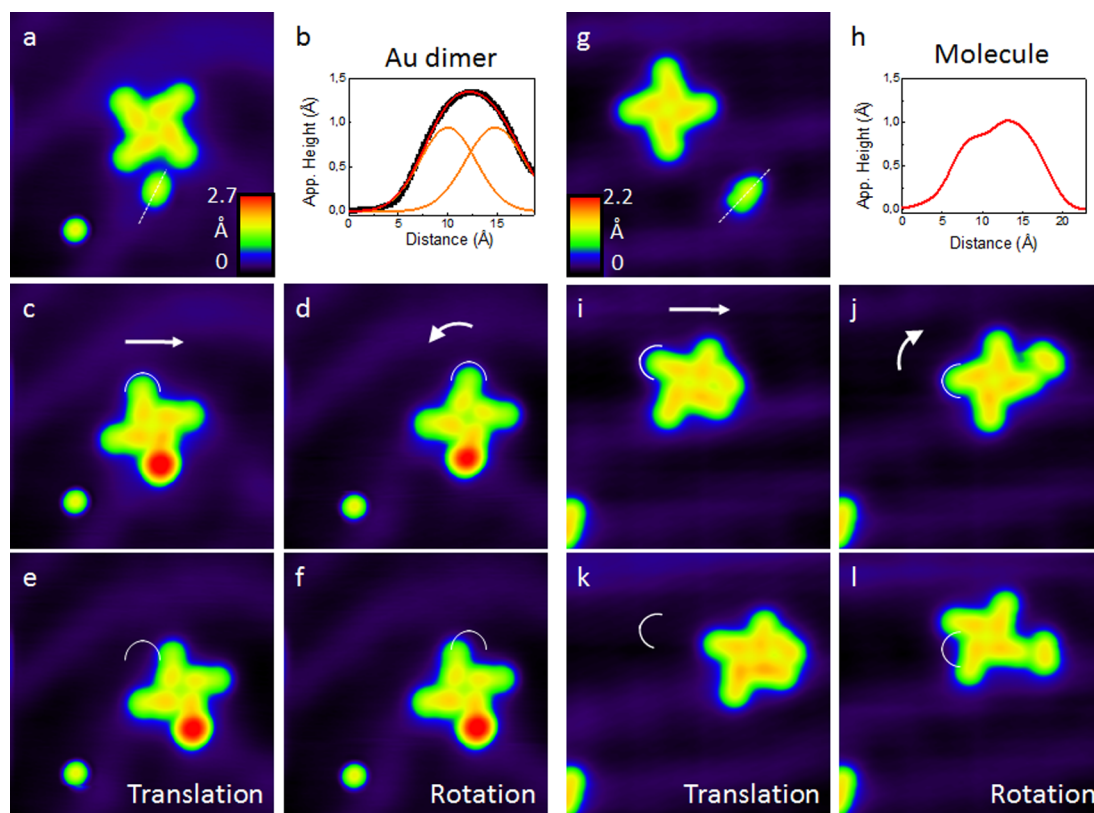 a
2.7
Å
0
b
Au dimer
App. Height (Å)
1,5
1,0
0,5
0,0
0 5 10 15
Distance (Å)
g
2.2
Å
0
h
Molecule
App. Height (Å)
1,5
1,0
0,5
0,0
0 5 10 15 20
Distance (Å)
c
d
i
j
e
Translation
f
Rotation
k
Translation
l
Rotation